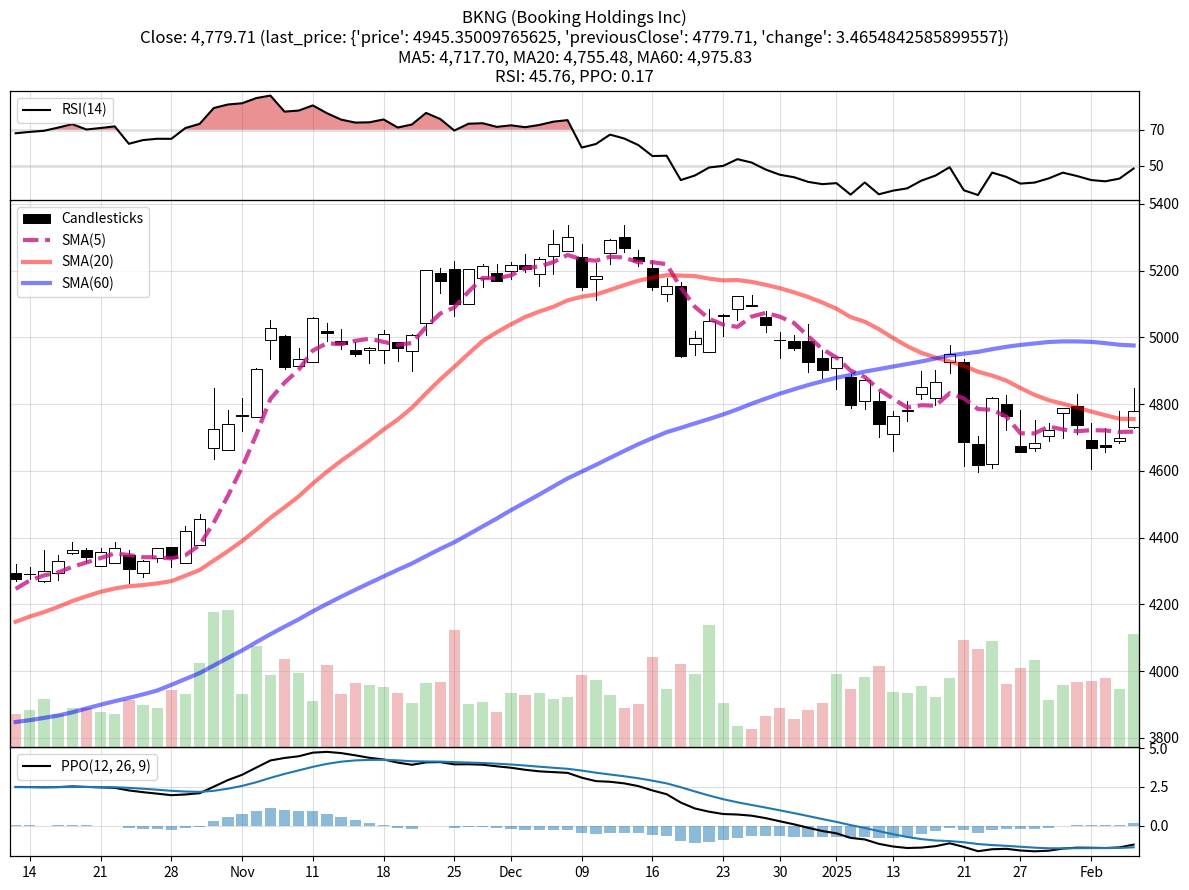 BKNG (Booking Holdings Inc)
Close: 4,779.71 (last_price: {'price': 4945.35009765625, 'previousClose': 4779.71, 'change': 3.4654842585899557})
MA5: 4,717.70, MA20: 4,755.48, MA60: 4,975.83
RSI: 45.76, PPO: 0.17
RSI(14)
70
50
Candlesticks
SMA(5)
SMA(20)
SMA(60)
5400
5200
5000
4800
4600
4400
4200
4000
3800
PPO(12, 26, 9)
5.0
2.5
0.0
14 21 28 Nov 11 18 25 Dec 09 16 23 30 2025 13 21 27 Feb